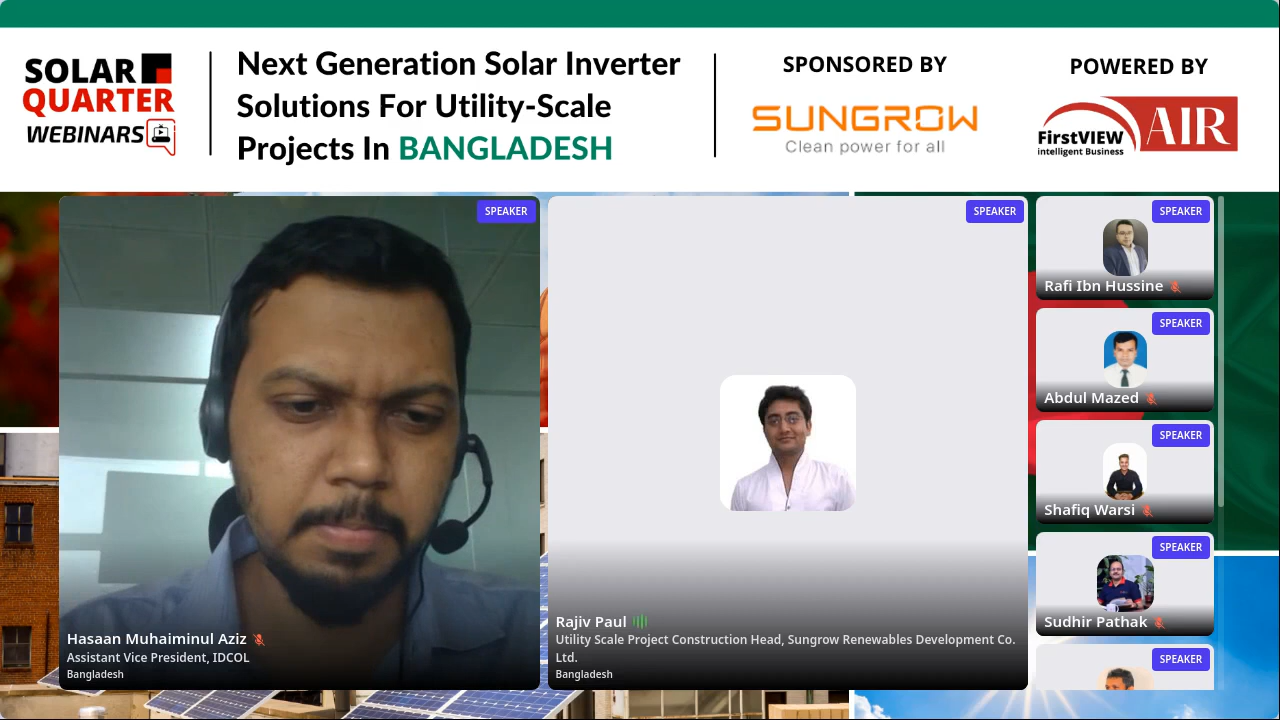 SOLAR
QUARTER
WEBINARS
Next Generation Solar Inverter
Solutions For Utility-Scale
Projects In BANGLADESH
SPONSORED BY
SUNGROW
Clean power for all
POWERED BY
FirstVIEW
intelligent Business
AIR
SPEAKER
Hasaan Muhaiminul Aziz
Assistant Vice President, IDCOL
Bangladesh
SPEAKER
Rajiv Paul
Utility Scale Project Construction Head, Sungrow Renewables Development Co.
Ltd.
Bangladesh
SPEAKER
Rafi Ibn Hussine
SPEAKER
Abdul Mazed
SPEAKER
Shafiq Warsi
SPEAKER
Sudhir Pathak
SPEAKER